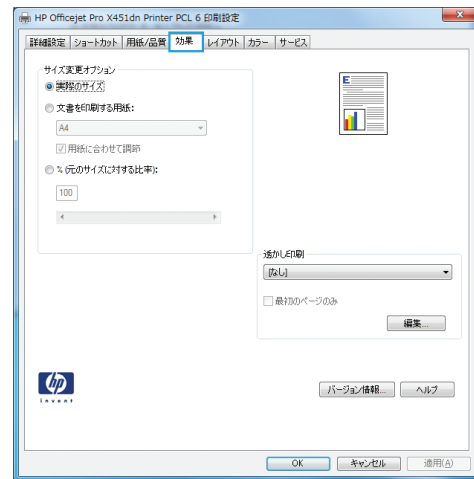 HP Officejet Pro X451dn Printer PCL 6 印刷設定
詳細設定 ショートカット 用紙/品質 効果 レイアウト カラー サービス
サイズ変更オプション
実際のサイズ
文書を印刷する用紙:
A4
用紙に合わせて調節
% (元のサイズに対する比率):
100
E
透かし印刷
[なし]
最初のページのみ
編集...
hp
invent
バージョン情報... ヘルプ
OK キャンセル 適用(A)